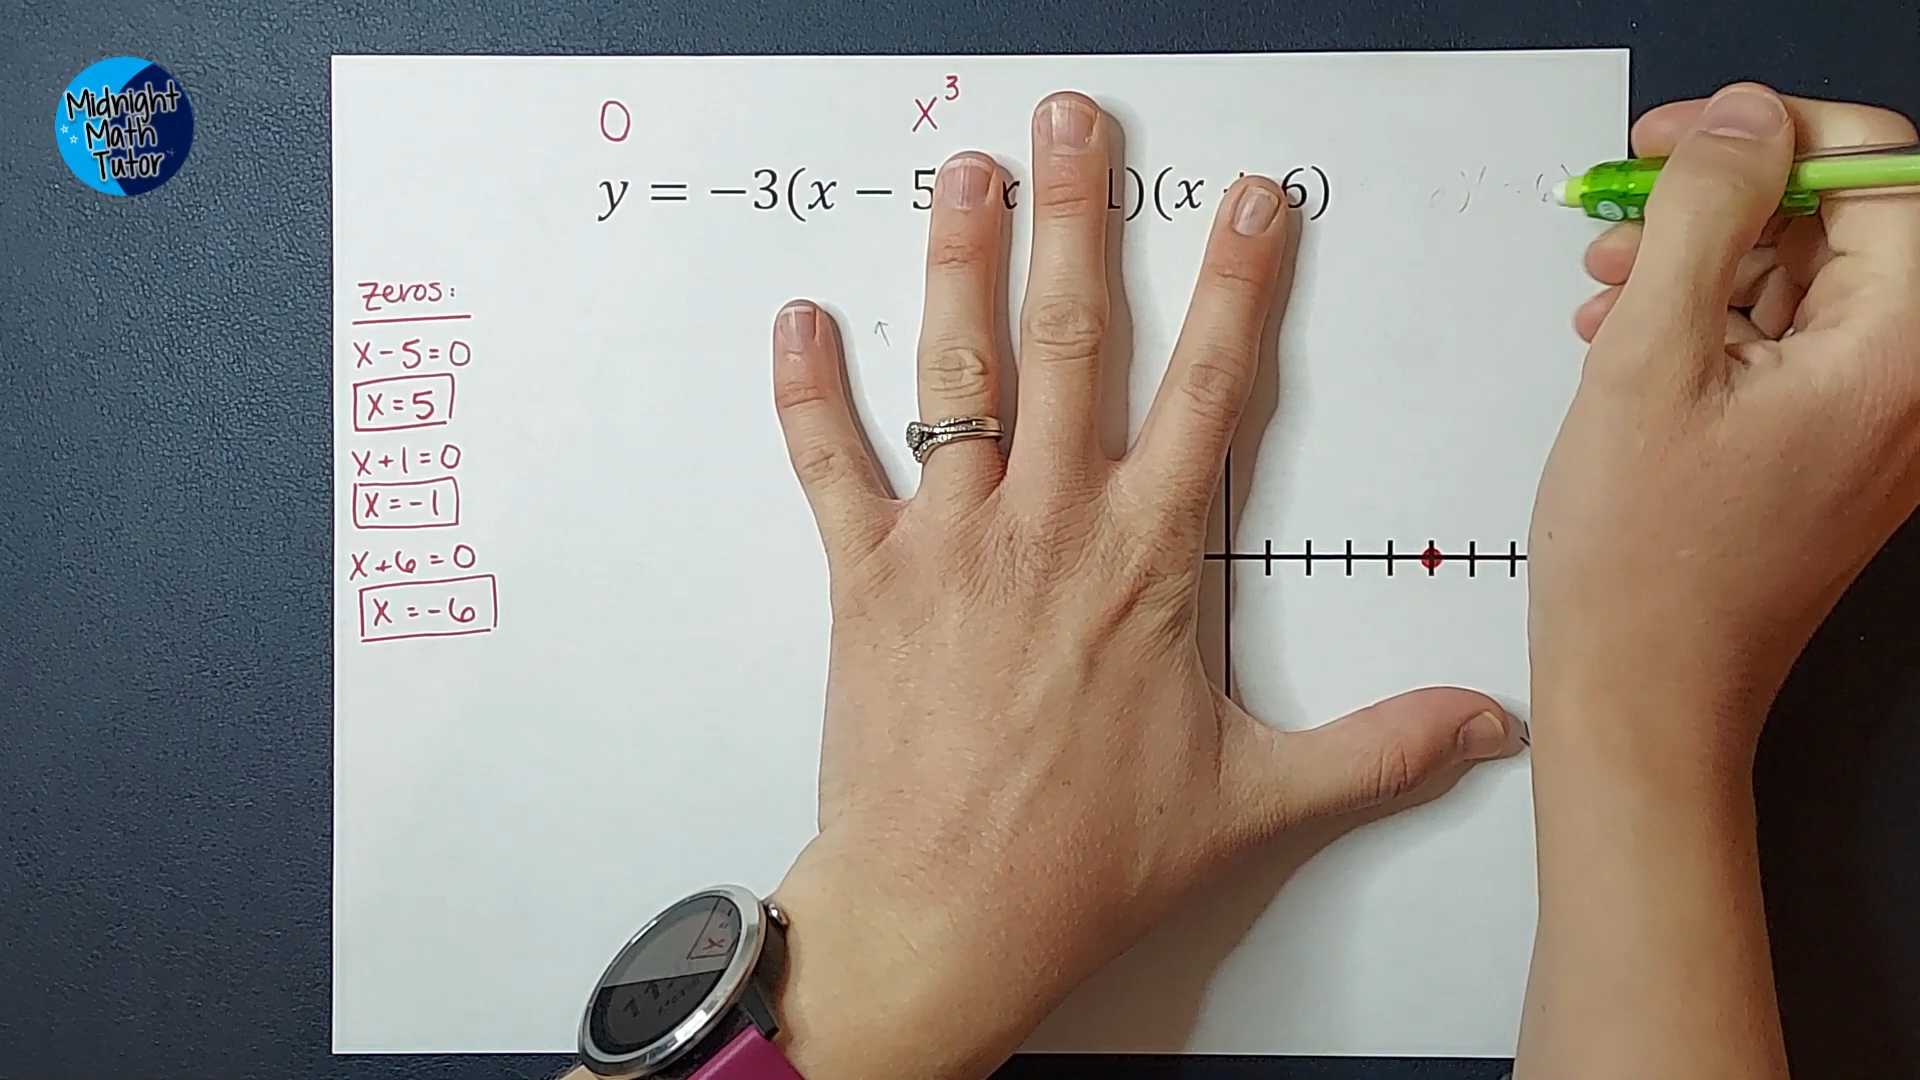 Midnight
Math
Tutor
0 x³
y = −3(x − 5 x 1)(x + 6)
zeros:
x-5=0
x=5
x+1=0
x=-1
x+6=0
x=-6